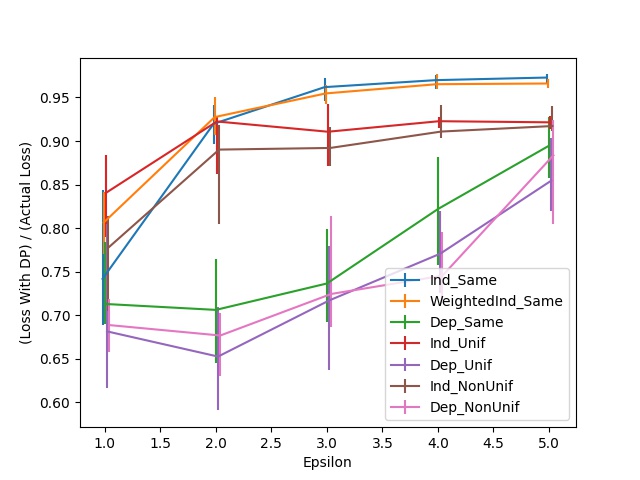 (Loss With DP) / (Actual Loss)
0.95
0.90
0.85
0.80
0.75
0.70
0.65
0.60
Ind_Same
WeightedInd_Same
Dep_Same
Ind_Unif
Dep_Unif
Ind_NonUnif
Dep_NonUnif
1.0 1.5 2.0 2.5 3.0 3.5 4.0 4.5 5.0
Epsilon